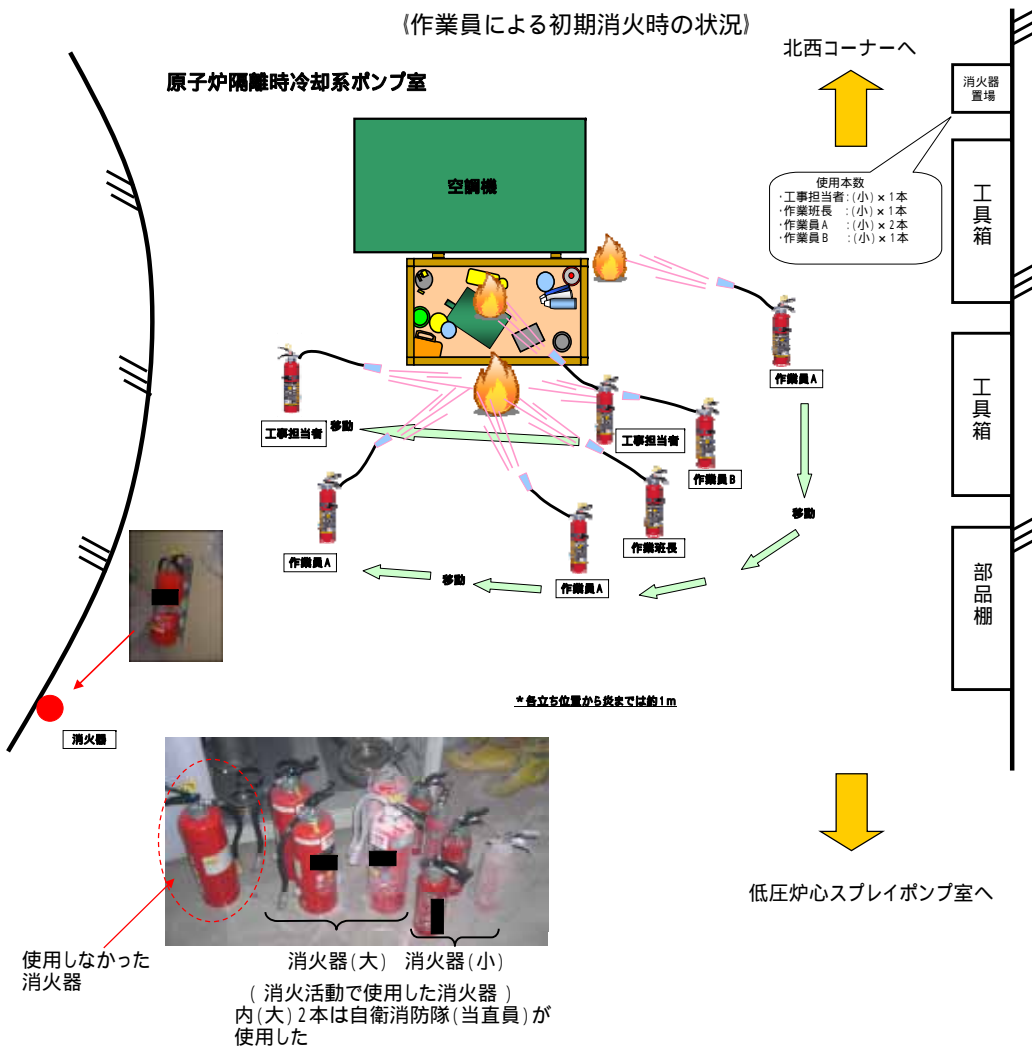 《作業員による初期消火時の状況》
北西コーナーへ
原子炉隔離時冷却系ポンプ室
消火器
置場
空調機
使用本数
・工事担当者:(小)×1本
・作業班長　:(小)×1本
・作業員A　:(小)×2本
・作業員B　:(小)×1本
工具箱
作業員A
工事担当者
移動
工事担当者
作業員B
工具箱
移動
作業員A
移動
作業員A
作業班長
部品棚
*各立ち位置から炎までは約1m
消火器
低圧炉心スプレイポンプ室へ
使用しなかった
消火器
消火器(大)
消火器(小)
(消火活動で使用した消火器)
内(大)2本は自衛消防隊(当直員)が
使用した